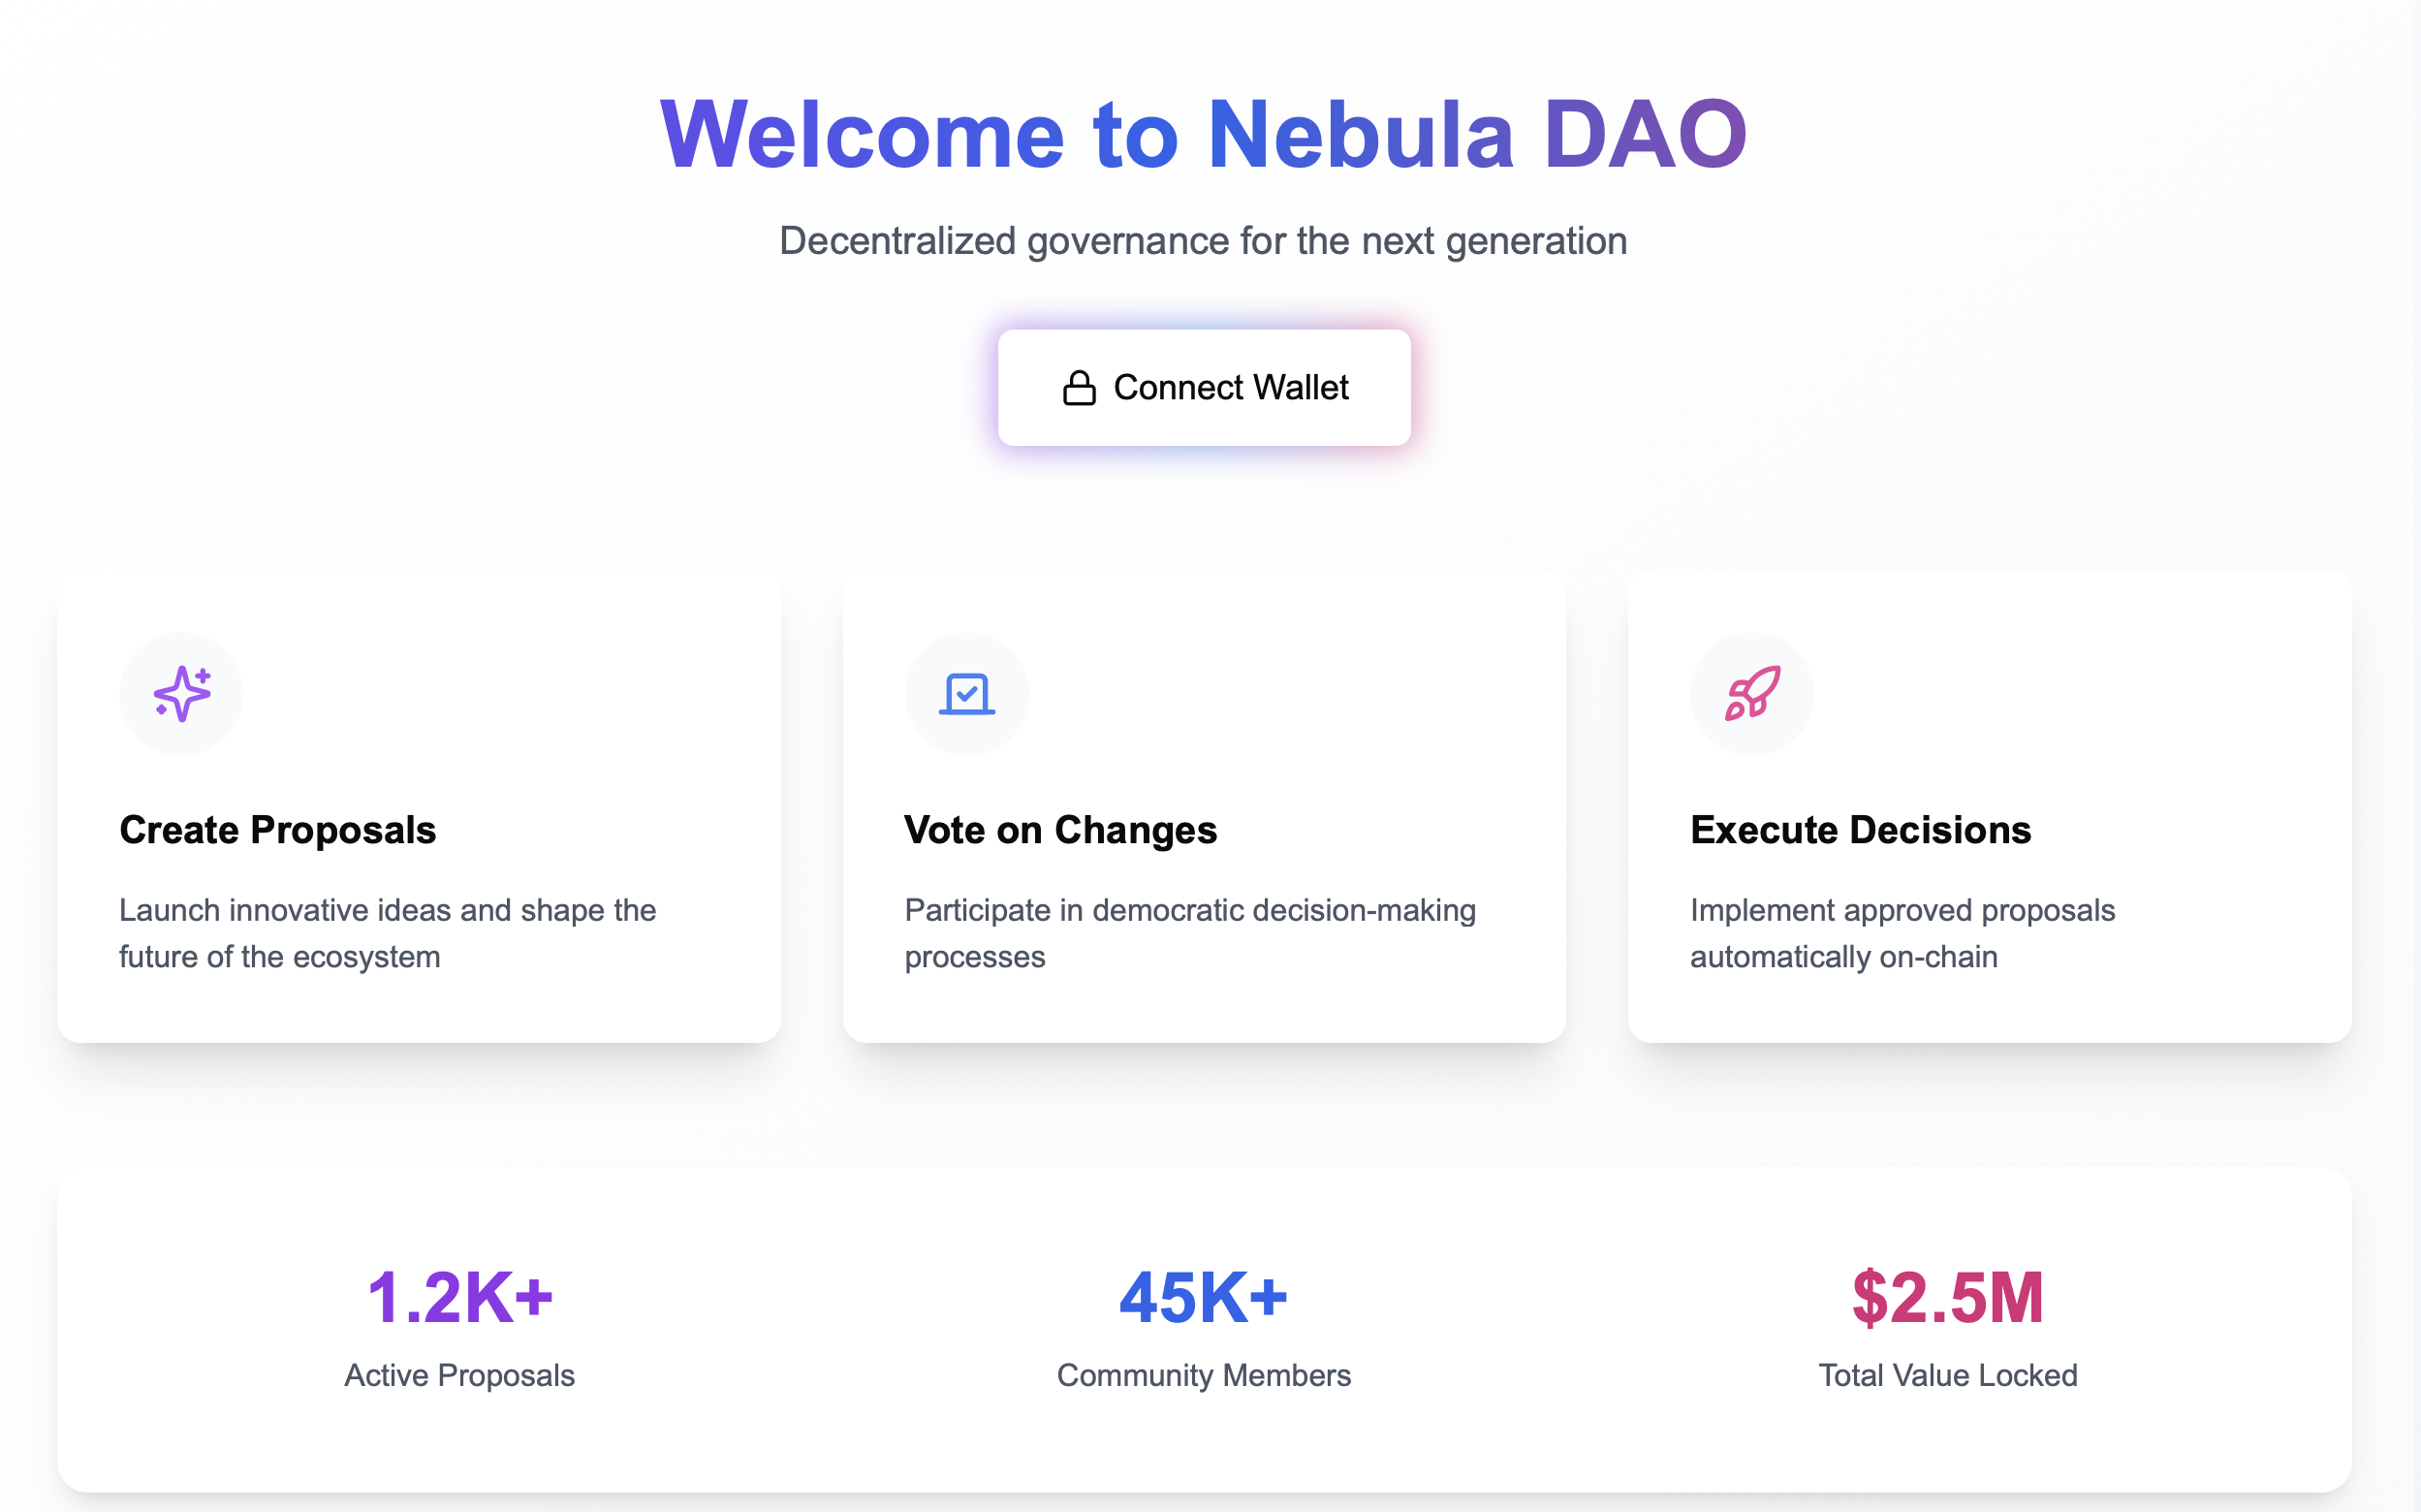 Welcome to Nebula DAO
Decentralized governance for the next generation
Connect Wallet
Create Proposals
Launch innovative ideas and shape the
future of the ecosystem
Vote on Changes
Participate in democratic decision-making
processes
Execute Decisions
Implement approved proposals
automatically on-chain
1.2K+
Active Proposals
45K+
Community Members
$2.5M
Total Value Locked